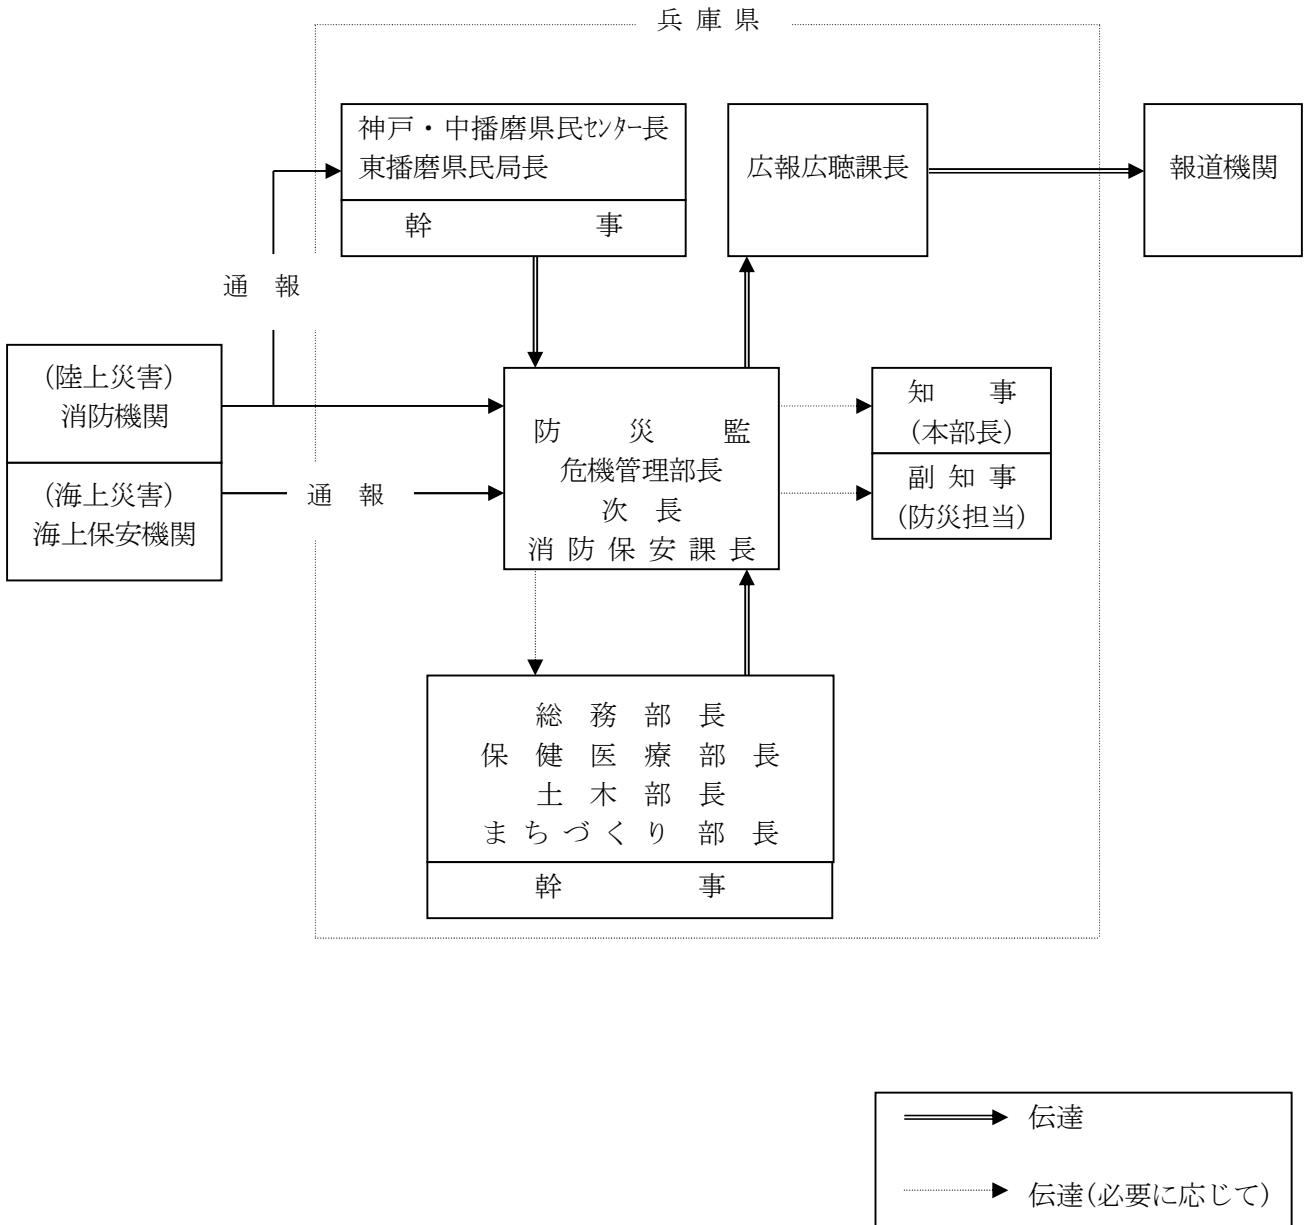 兵 庫 県
神戸・中播磨県民ｾﾝﾀｰ長
東播磨県民局長
幹 事
広報広聴課長
報道機関
通 報
(陸上災害)
消防機関
(海上災害)
海上保安機関
通 報
防 災 監
危機管理部長
次 長
消 防 保 安 課 長
知 事
(本部長)
副 知 事
(防災担当)
総 務 部 長
保 健 医 療 部 長
土 木 部 長
ま ち づ く り 部 長
幹 事
伝達
伝達(必要に応じて)